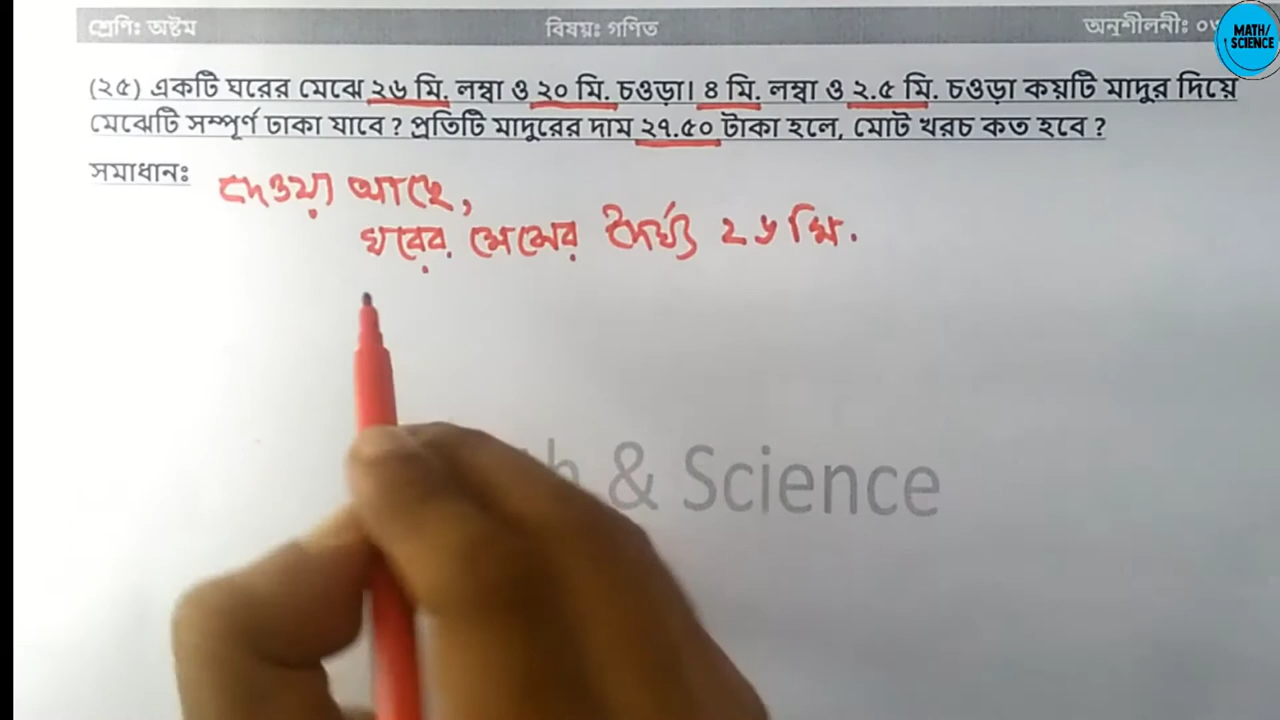 শ্রেণিঃ অষ্টম বিষয়ঃ গণিত অনুশীলনীঃ ০৩
MATH/
SCIENCE
(২৫) একটি ঘরের মেঝে ২৬ মি. লম্বা ও ২০ মি. চওড়া। ৪ মি. লম্বা ও ২.৫ মি. চওড়া কয়টি মাদুর দিয়ে
মেঝেটি সম্পূর্ণ ঢাকা যাবে ? প্রতিটি মাদুরের দাম ২৭.৫০ টাকা হলে, মোট খরচ কত হবে ?
সমাধানঃ দেওয়া আছে,
ঘরের মেঝের দৈর্ঘ্য ২৬ মি.
& Science